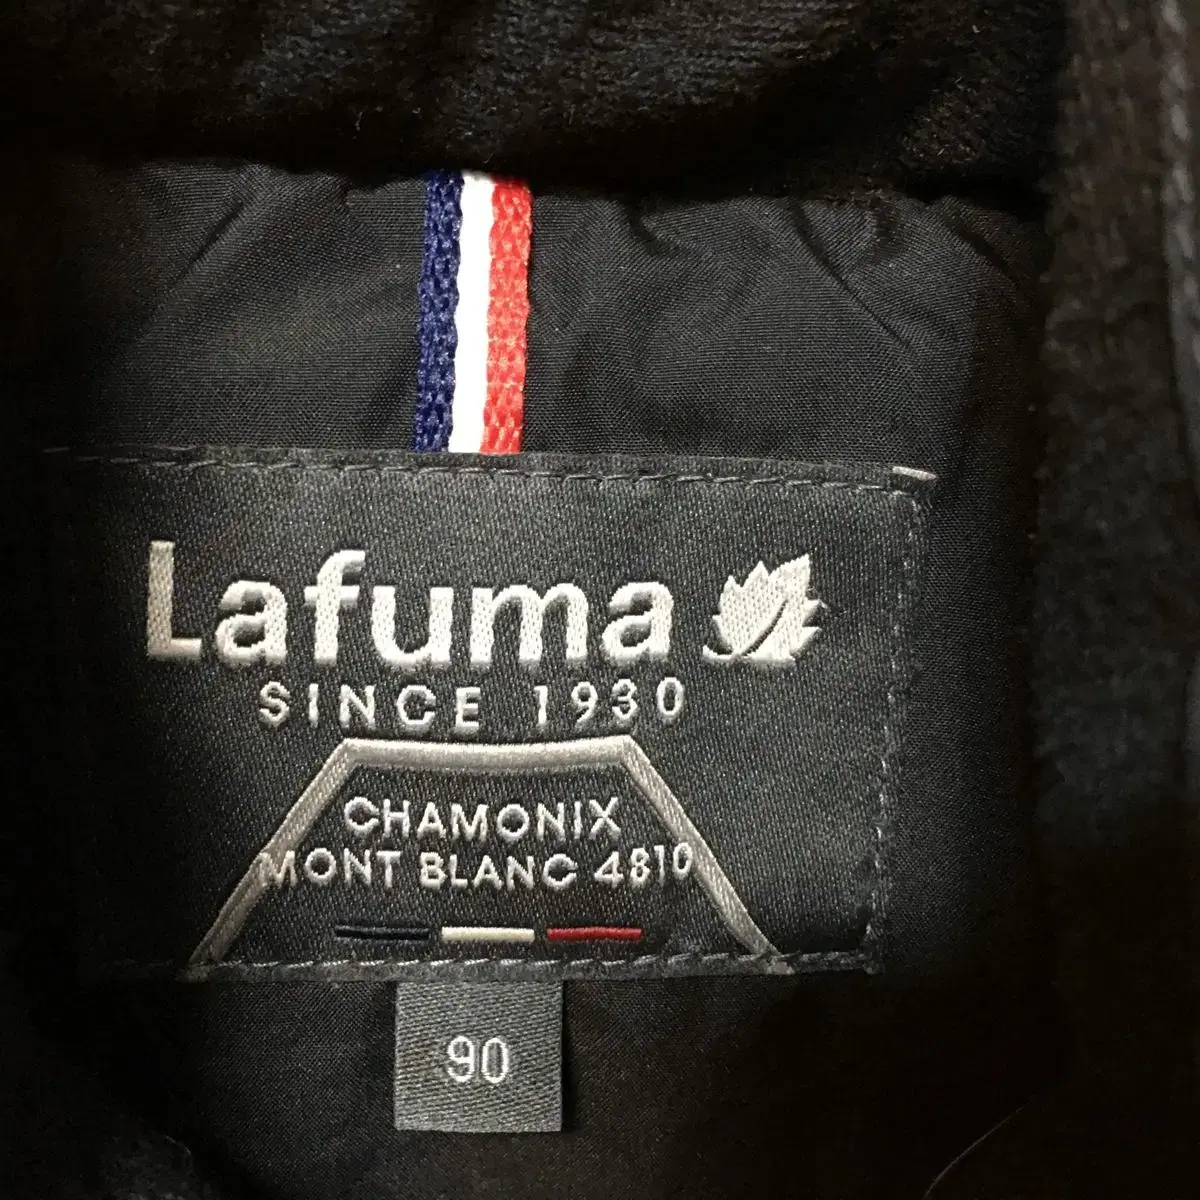 Lafuma
SINCE 1930
CHAMONIX
MONT BLANC 4810
90